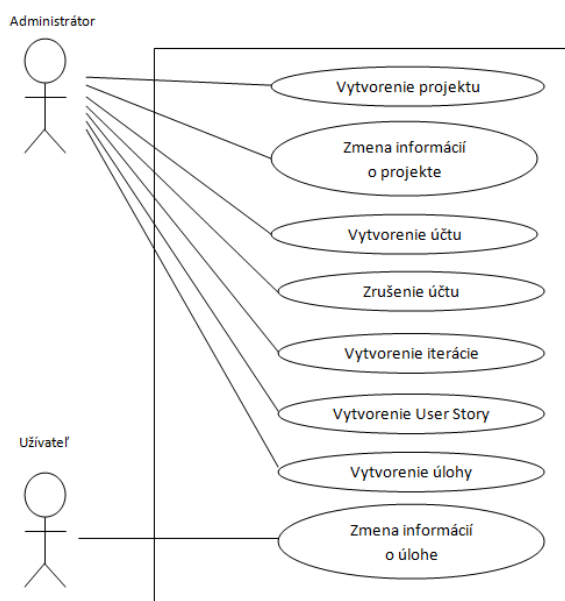 Administrátor
Vytvorenie projektu
Zmena informácií
o projekte
Vytvorenie účtu
Zrušenie účtu
Vytvorenie iterácie
Vytvorenie User Story
Užívateľ
Vytvorenie úlohy
Zmena informácií
o úlohe